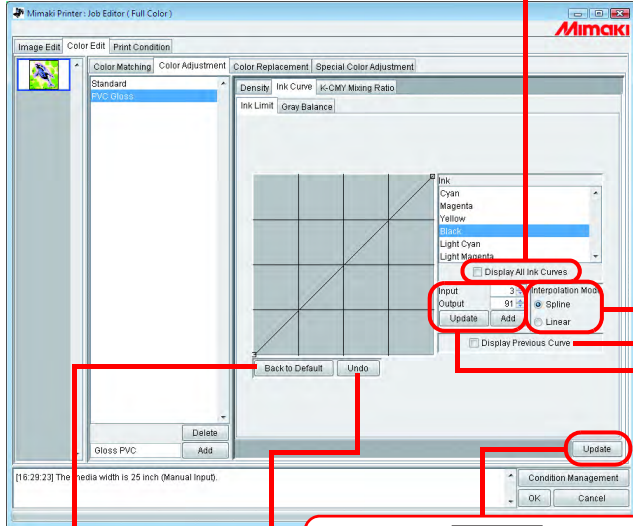 Mimaki Printer : Job Editor ( Full Color )
Mimaki
Image Edit Color Edit Print Condition
Color Matching Color Adjustment Color Replacement Special Color Adjustment
Standard
PVC Gloss
Density Ink Curve K-CMY Mixing Ratio
Ink Limit Gray Balance
Ink
Cyan
Magenta
Yellow
Black
Light Cyan
Light Magenta
Display All Ink Curves
Input 3
Output 91
Update Add
Interpolation Mod
Spline
Linear
Display Previous Curve
Back to Default Undo
Delete
Gloss PVC Add
Update
[16:29:23] The media width is 25 inch (Manual Input).
Condition Management
OK Cancel